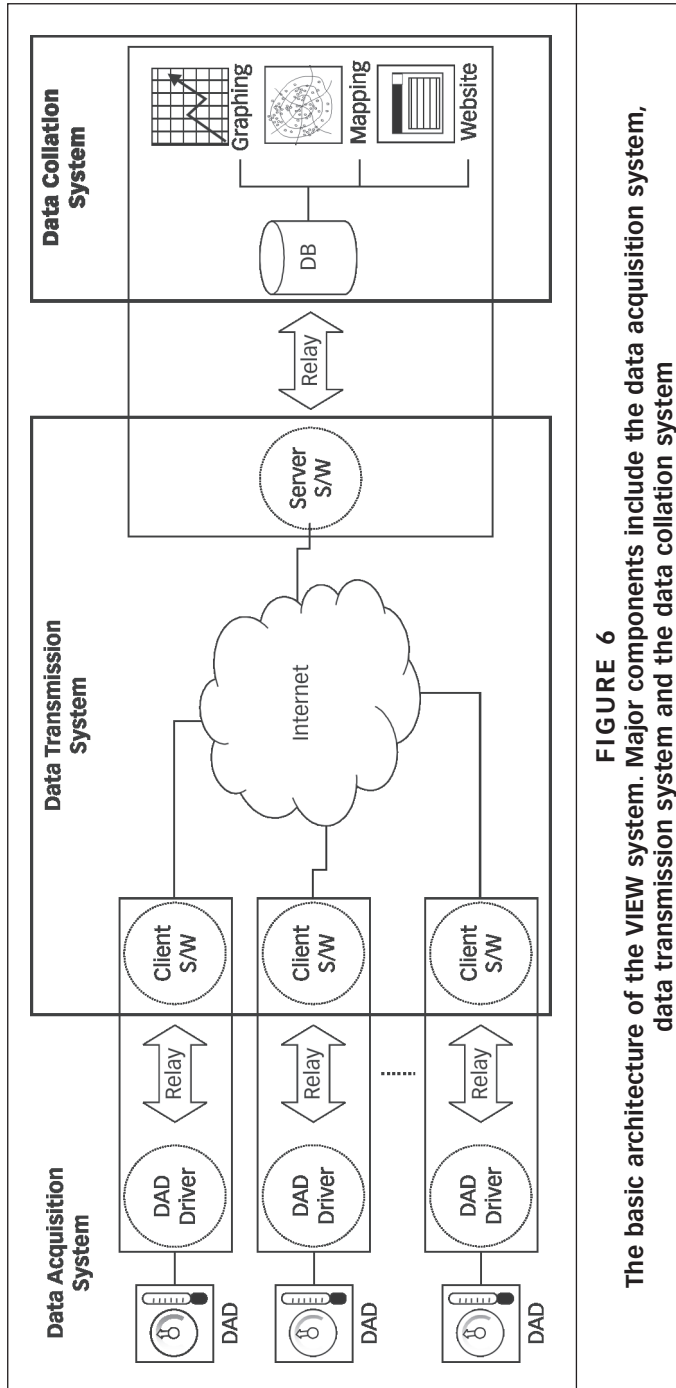 Data Acquisition
System
Data Transmission
System
Data Collation
System
DAD
DAD
Driver
Relay
Client
S/W
DAD
DAD
Driver
Relay
Client
S/W
DAD
DAD
Driver
Relay
Client
S/W
Internet
Server
S/W
Relay
DB
Graphing
Mapping
Website
FIGURE 6
The basic architecture of the VIEW system. Major components include the data acquisition system,
data transmission system and the data collation system